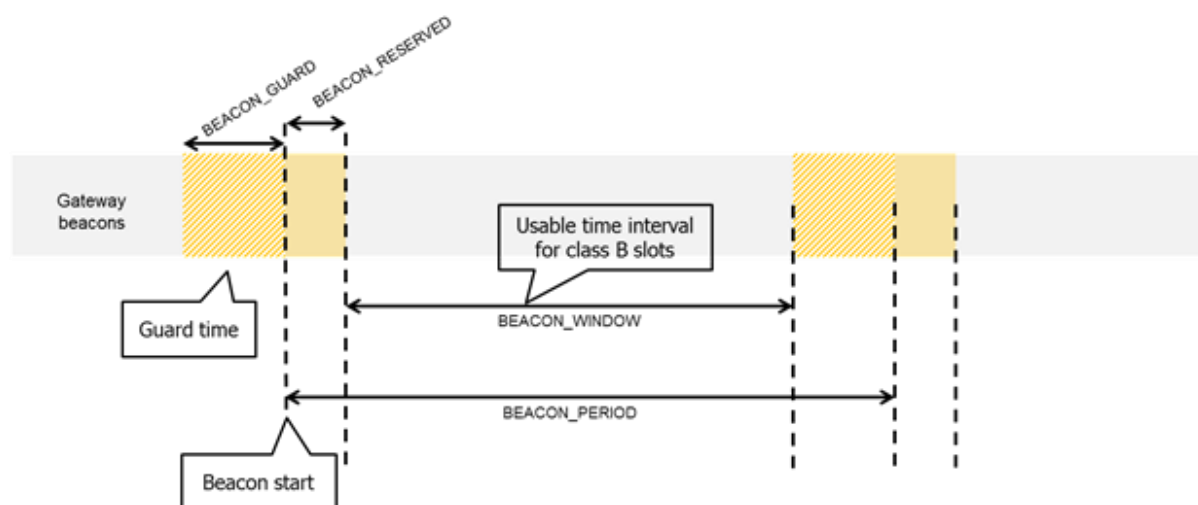 BEACON_GUARD
BEACON_RESERVED
Gateway
beacons
Usable time interval
for class B slots
Guard time
BEACON_WINDOW
BEACON_PERIOD
Beacon start